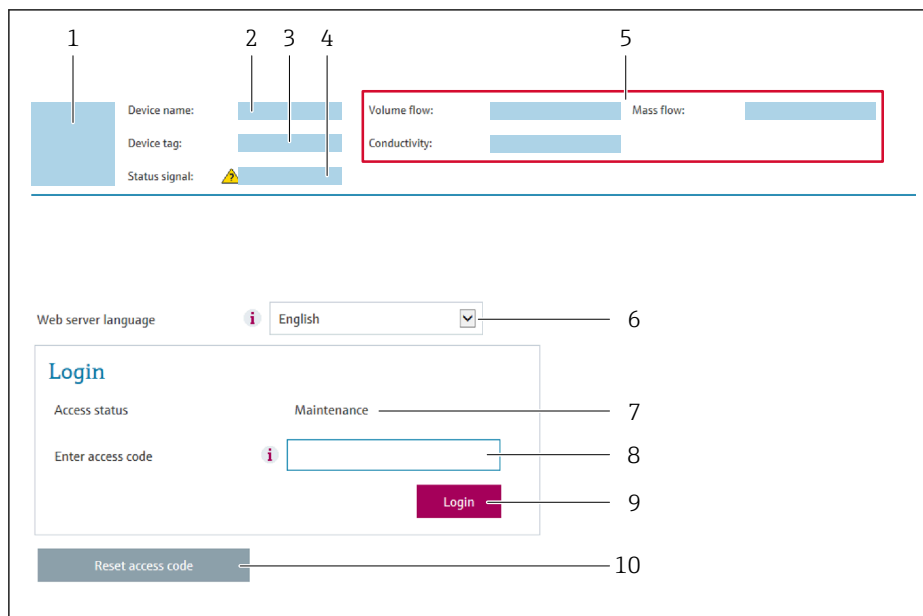 1 2 3 4 5
Device name: Volume flow: Mass flow:
Device tag: Conductivity:
Status signal: ?
Web server language i English 6
Login
Access status Maintenance 7
Enter access code i 8
Login 9
Reset access code 10